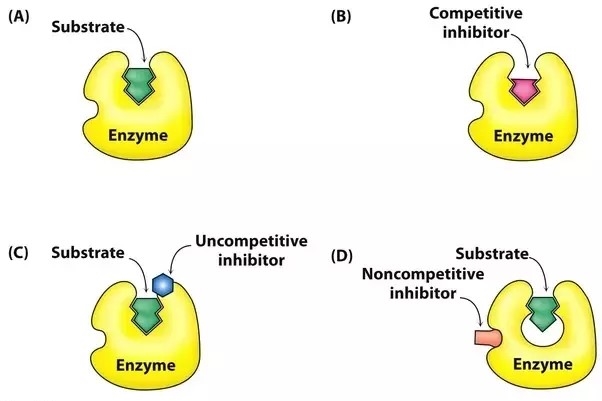 (A)
Substrate
Enzyme
(B)
Competitive
inhibitor
Enzyme
(C)
Substrate
Uncompetitive
inhibitor
Enzyme
(D)
Substrate
Noncompetitive
inhibitor
Enzyme